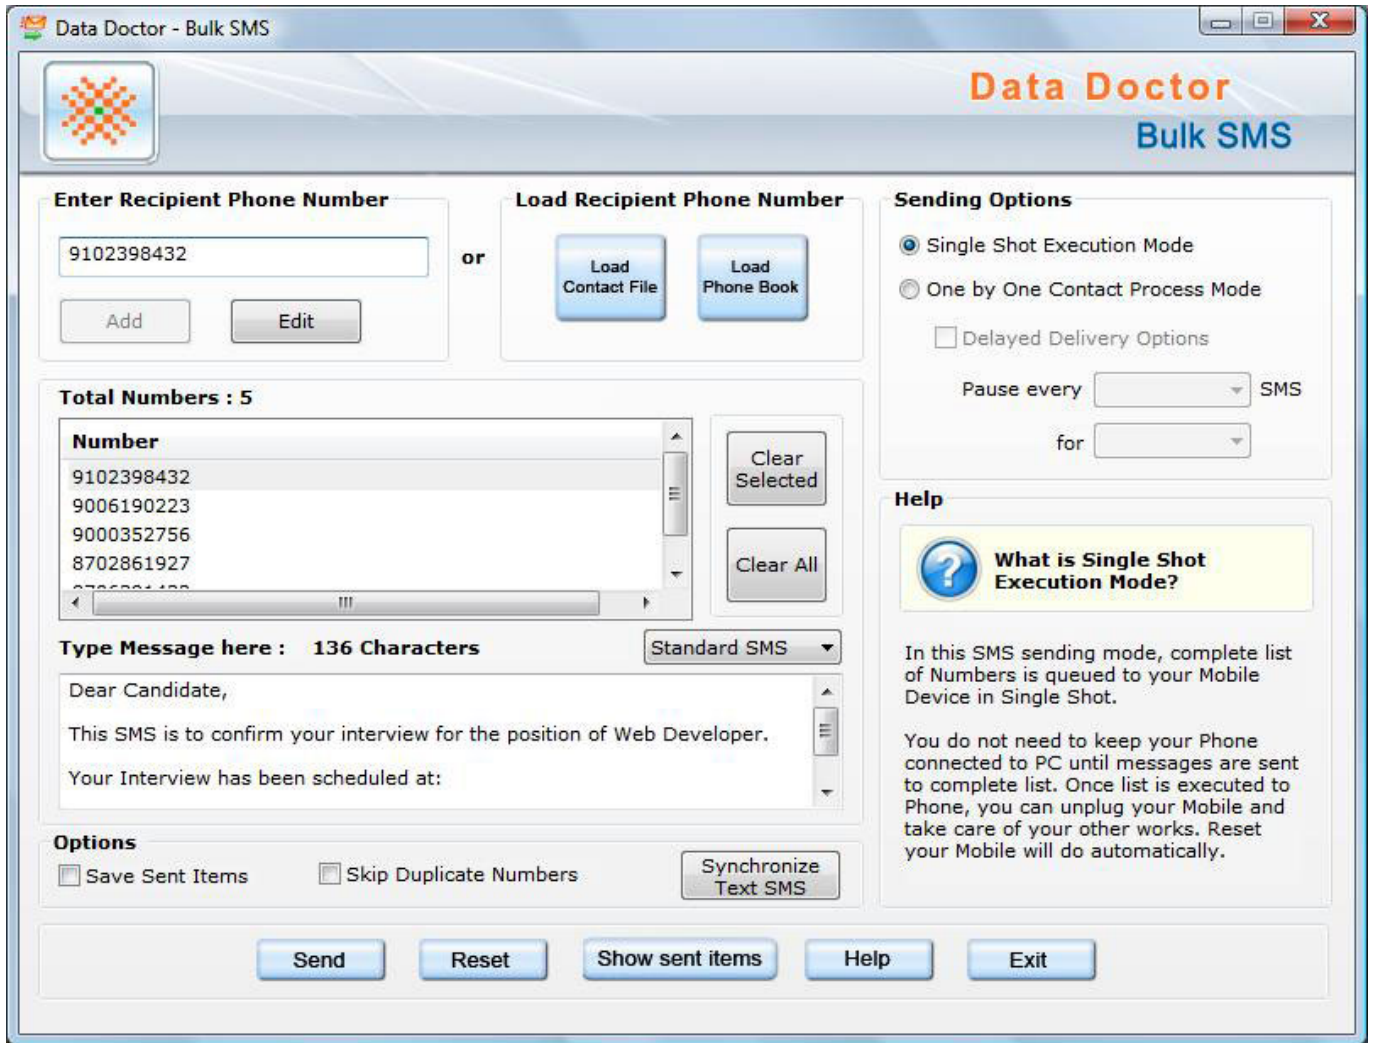 Data Doctor - Bulk SMS
Data Doctor
Bulk SMS
Enter Recipient Phone Number
9102398432
Add
Edit
or
Load Recipient Phone Number
Load
Contact File
Load
Phone Book
Sending Options
Single Shot Execution Mode
One by One Contact Process Mode
Delayed Delivery Options
Pause every
SMS
for
Total Numbers : 5
Number
9102398432
9006190223
9000352756
8702861927
Clear
Selected
Clear All
Type Message here : 136 Characters
Standard SMS
Dear Candidate,
This SMS is to confirm your interview for the position of Web Developer.
Your Interview has been scheduled at:
Help
What is Single Shot
Execution Mode?
In this SMS sending mode, complete list
of Numbers is queued to your Mobile
Device in Single Shot.
You do not need to keep your Phone
connected to PC until messages are sent
to complete list. Once list is executed to
Phone, you can unplug your Mobile and
take care of your other works. Reset
your Mobile will do automatically.
Options
Save Sent Items
Skip Duplicate Numbers
Synchronize
Text SMS
Send
Reset
Show sent items
Help
Exit